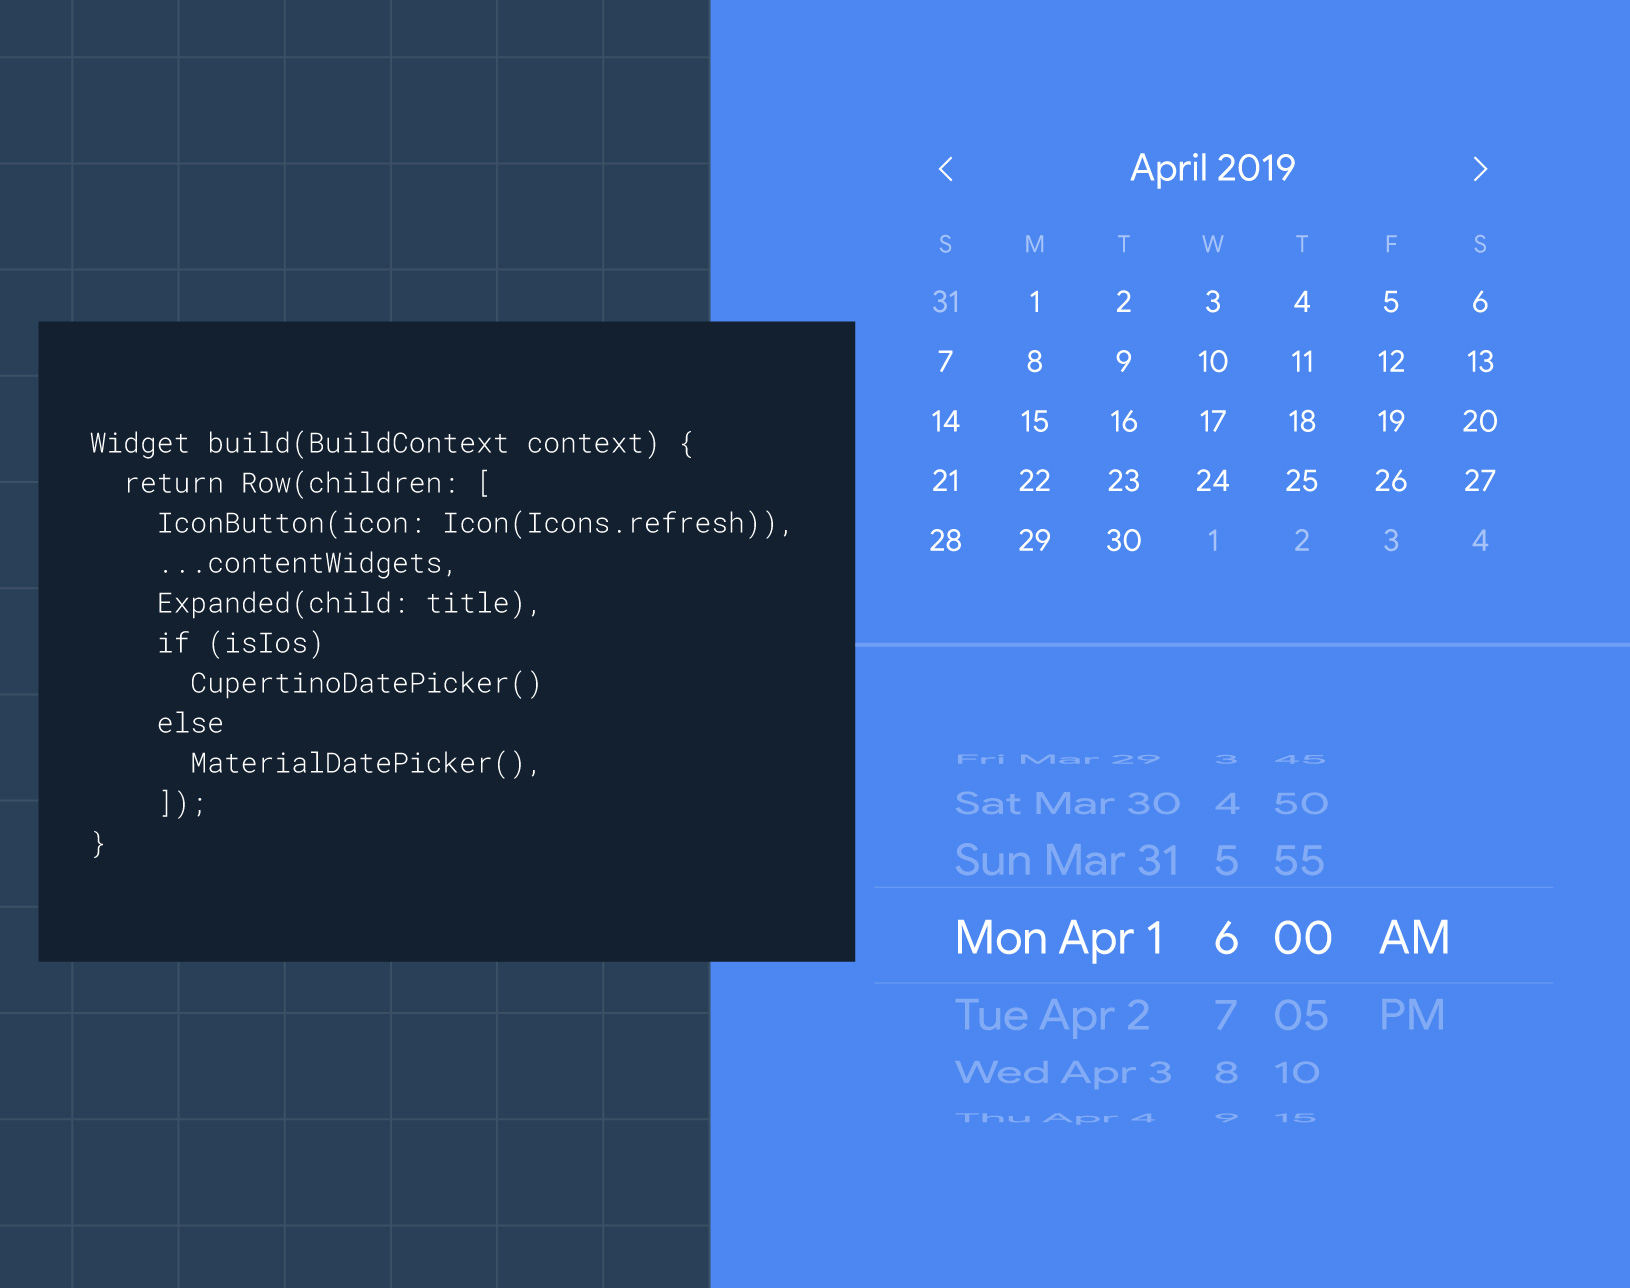 Widget build(BuildContext context) {
  return Row(children: [
    IconButton(icon: Icon(Icons.refresh)),
    ...contentWidgets,
    Expanded(child: title),
    if (isIos)
      CupertinoDatePicker()
    else
      MaterialDatePicker(),
    ]);
}
April 2019
S M T W T F S
31 1 2 3 4 5 6
7 8 9 10 11 12 13
14 15 16 17 18 19 20
21 22 23 24 25 26 27
28 29 30 1 2 3 4
Fri Mar 29 3 45
Sat Mar 30 4 50
Sun Mar 31 5 55
Mon Apr 1 6 00 AM
Tue Apr 2 7 05 PM
Wed Apr 3 8 10
Thu Apr 4 9 15